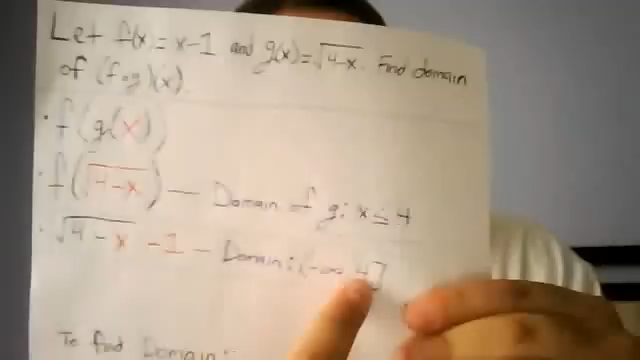 Let f(x) = x-1 and g(x) = √4-x. Find domain
of (f∘g)(x).
• f(g(x))
• f(√4-x) — Domain of g: x ≤ 4
• √4-x -1 — Domain: (-∞, 4]
To find Domain: